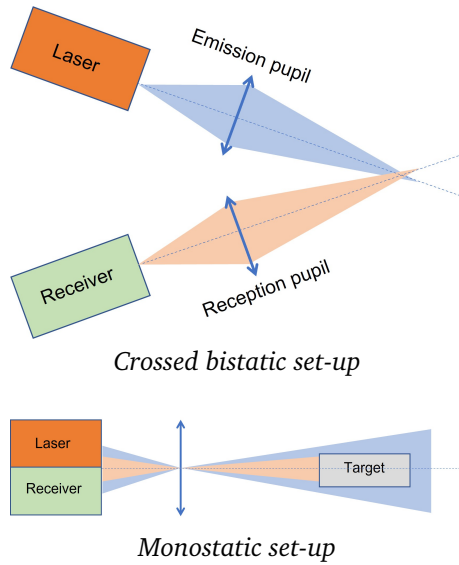 Laser
Emission pupil
Receiver
Reception pupil
Crossed bistatic set-up
Laser
Receiver
Target
Monostatic set-up